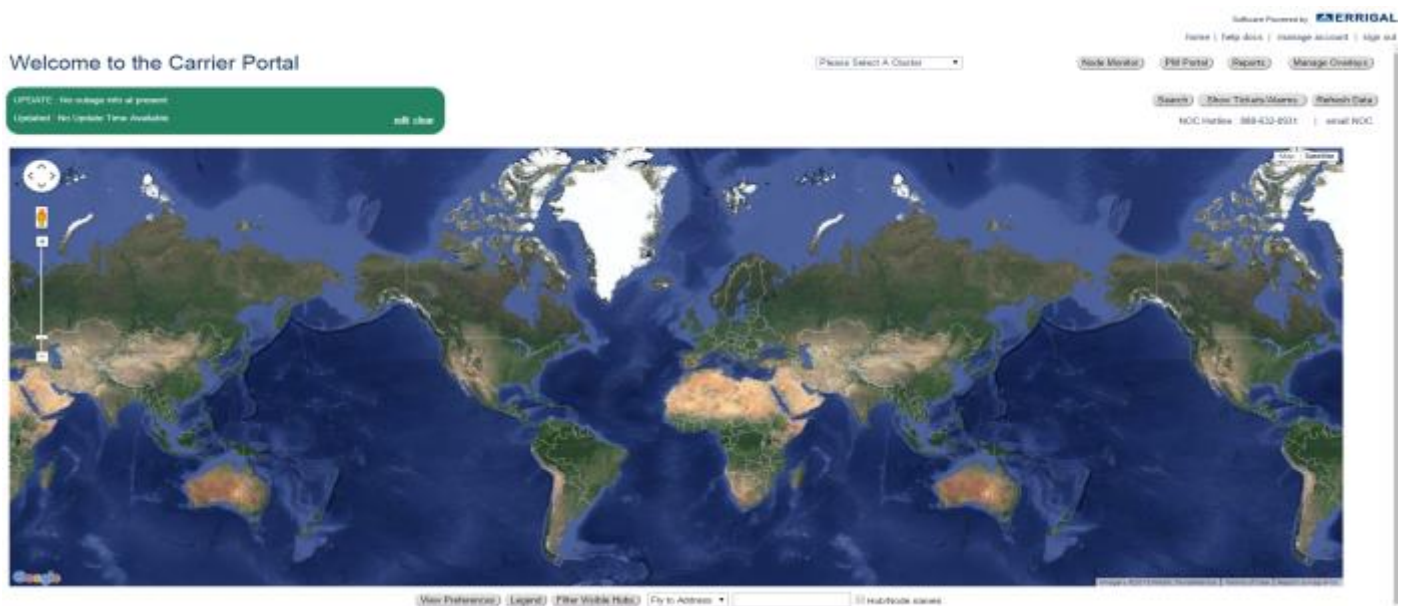 Software Powered by ERRIGAL
home | help docs | manage account | sign out
Welcome to the Carrier Portal
Please Select A Cluster
Node Monitor
PM Portal
Reports
Manage Overlays
UPDATE : No outage info at present
Updated : No Update Time Available
edit clear
Search
Show Tickets/Alarms
Refresh Data
NOC Hotline : | email NOC
Map
Satellite
Google
View Preferences
Legend
Filter Visible Hubs
Fly to Address
Hub/Node names